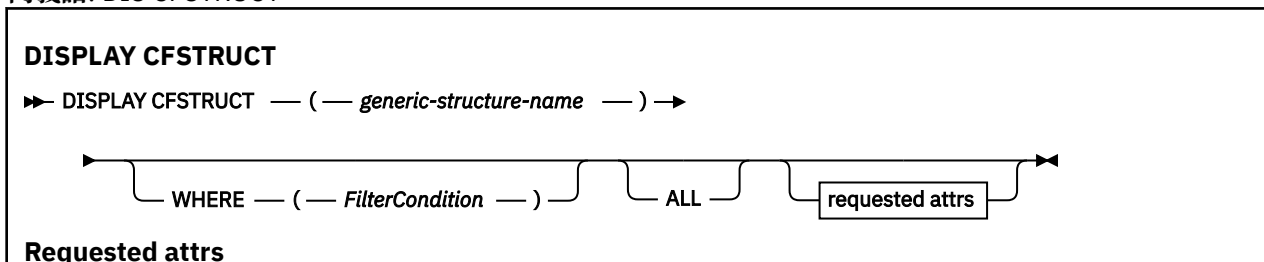 DISPLAY CFSTRUCT
DISPLAY CFSTRUCT ( generic-structure-name )
WHERE ( FilterCondition ) ALL requested attrs
Requested attrs